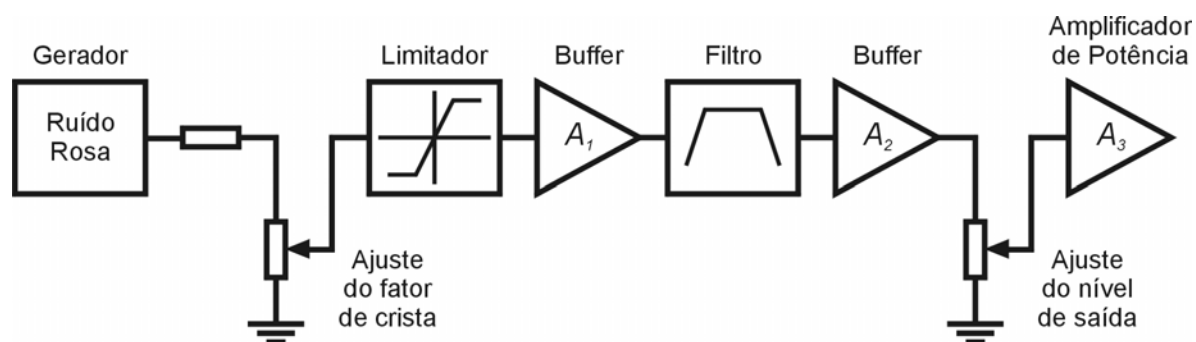 Amplificador
de Potência
Gerador
Limitador
Buffer
Filtro
Buffer
Ruído
Rosa
A1
A2
A3
Ajuste
do fator
de crista
Ajuste
do nível
de saída